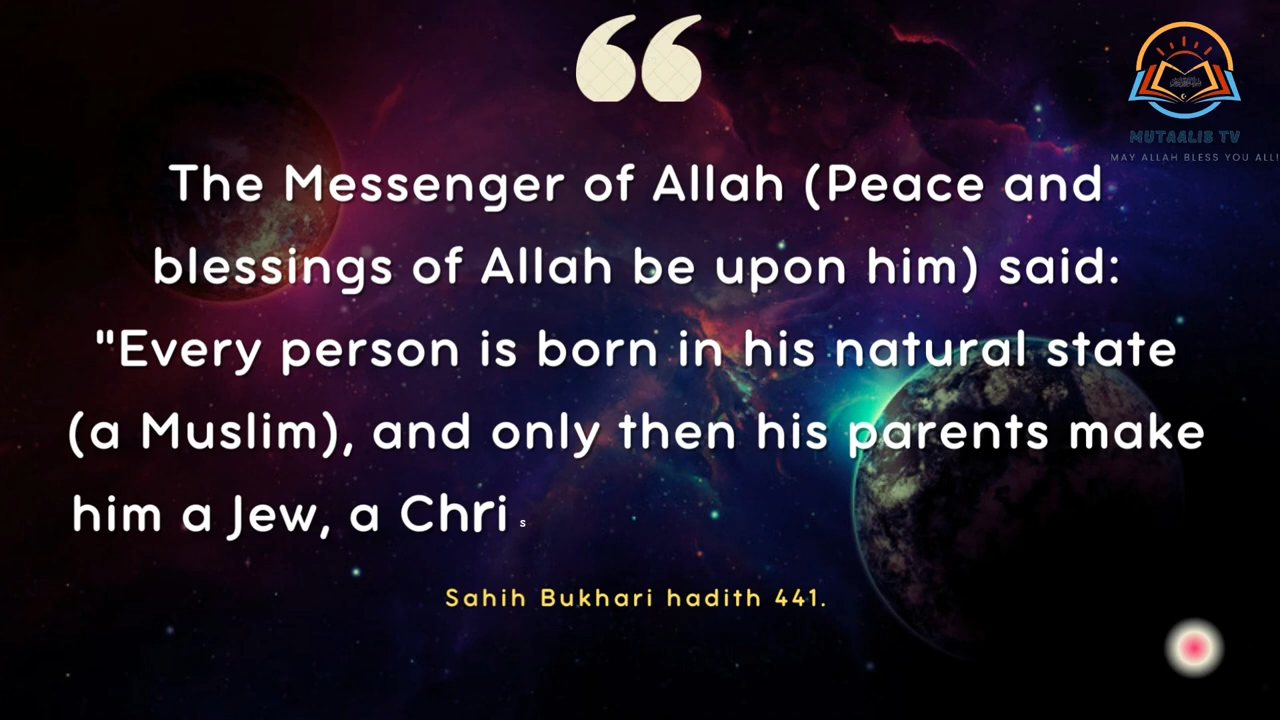 MUTAALIB TV
MAY ALLAH BLESS YOU ALL!
The Messenger of Allah (Peace and
blessings of Allah be upon him) said:
"Every person is born in his natural state
(a Muslim), and only then his parents make
him a Jew, a Chris
Sahih Bukhari hadith 441.